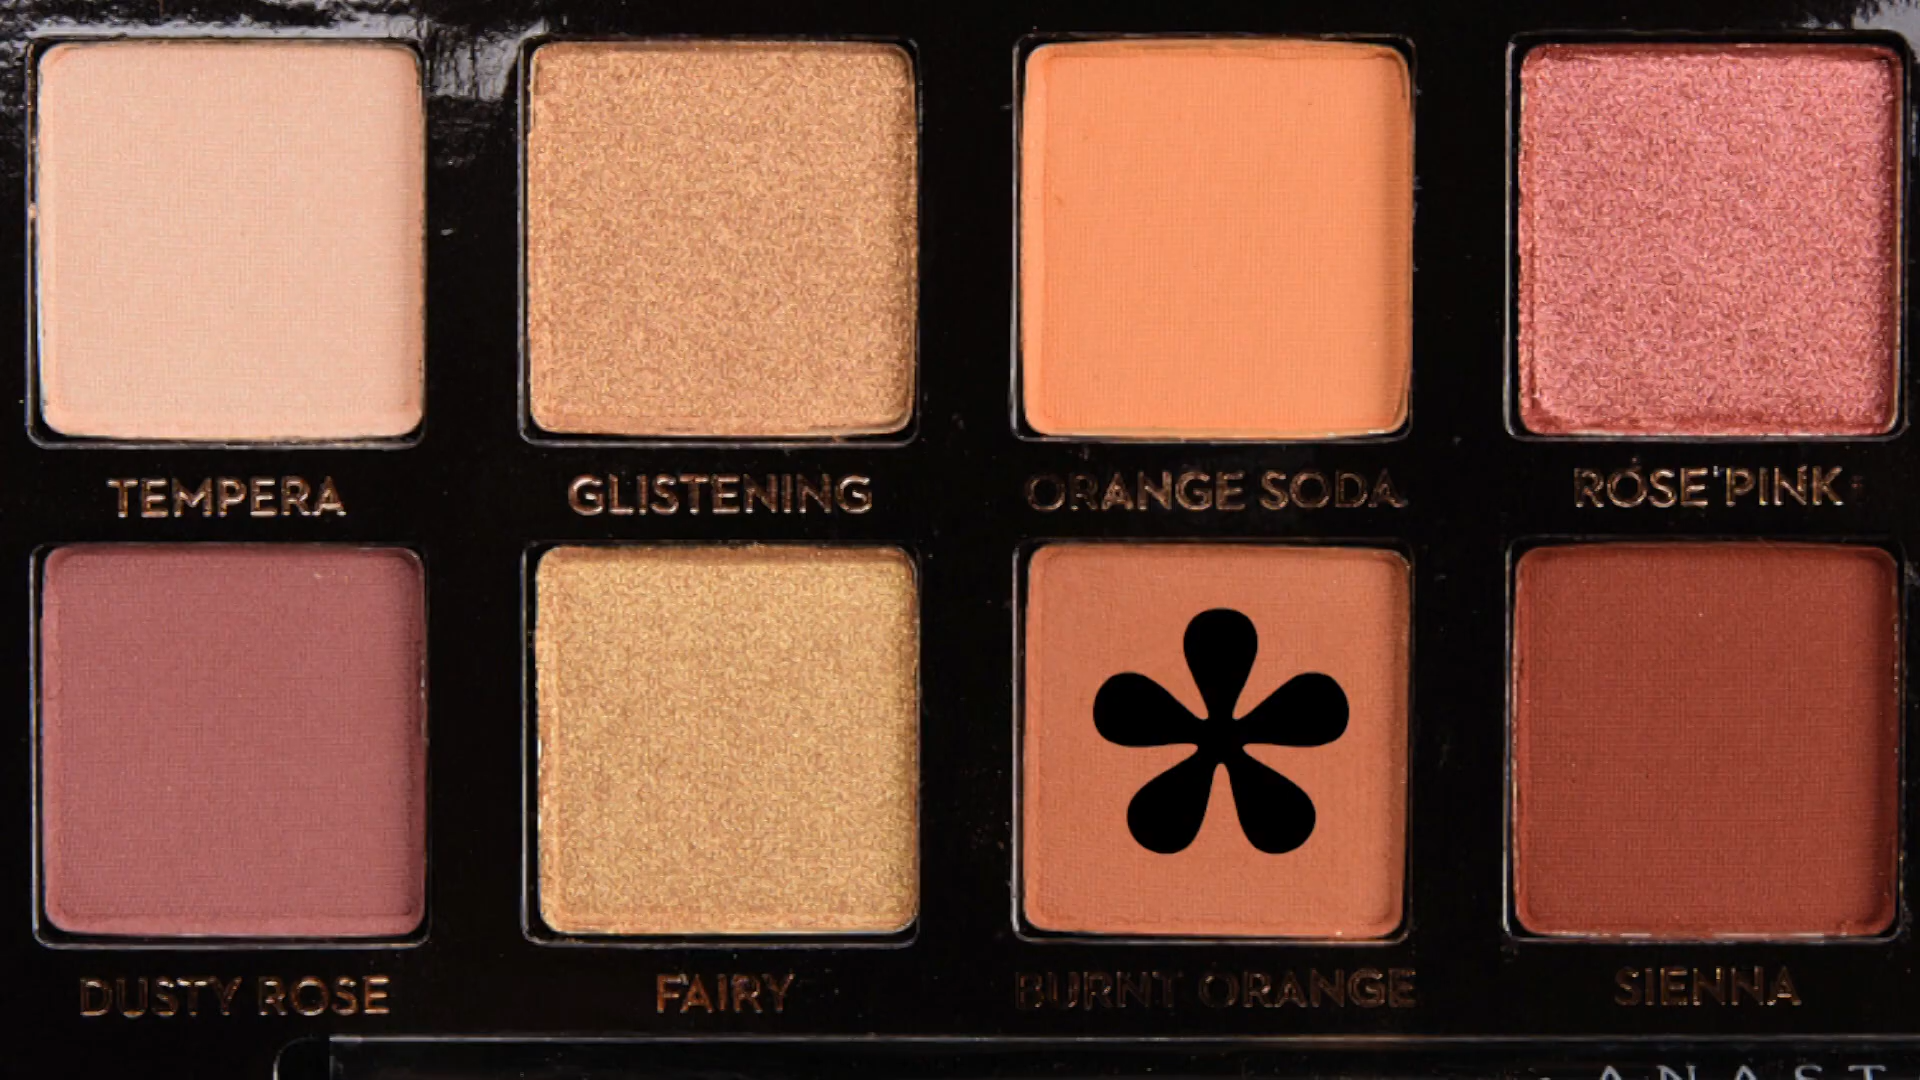 TEMPERA GLISTENING ORANGE SODA ROSE PINK
DUSTY ROSE FAIRY BURNT ORANGE SIENNA